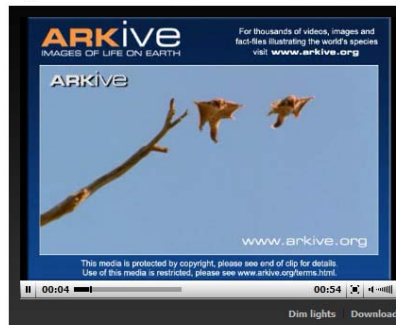 ARKive
IMAGES OF LIFE ON EARTH
For thousands of videos, images and
fact-files illustrating the world's species
visit www.arkive.org
ARKive
www.arkive.org
This media is protected by copyright, please see end of clip for details.
Use of this media is restricted, please see www.arkive.org/terms.html.
00:04
00:54
Dim lights
Download